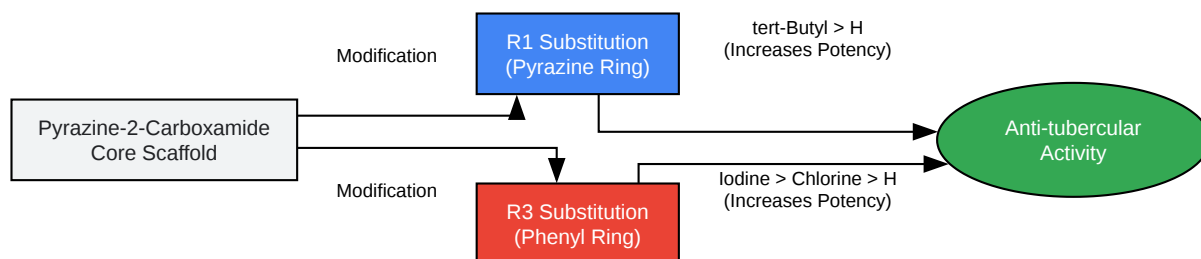 Pyrazine-2-Carboxamide
Core Scaffold
Modification
R1 Substitution
(Pyrazine Ring)
tert-Butyl > H
(Increases Potency)
Modification
R3 Substitution
(Phenyl Ring)
Iodine > Chlorine > H
(Increases Potency)
Anti-tubercular
Activity